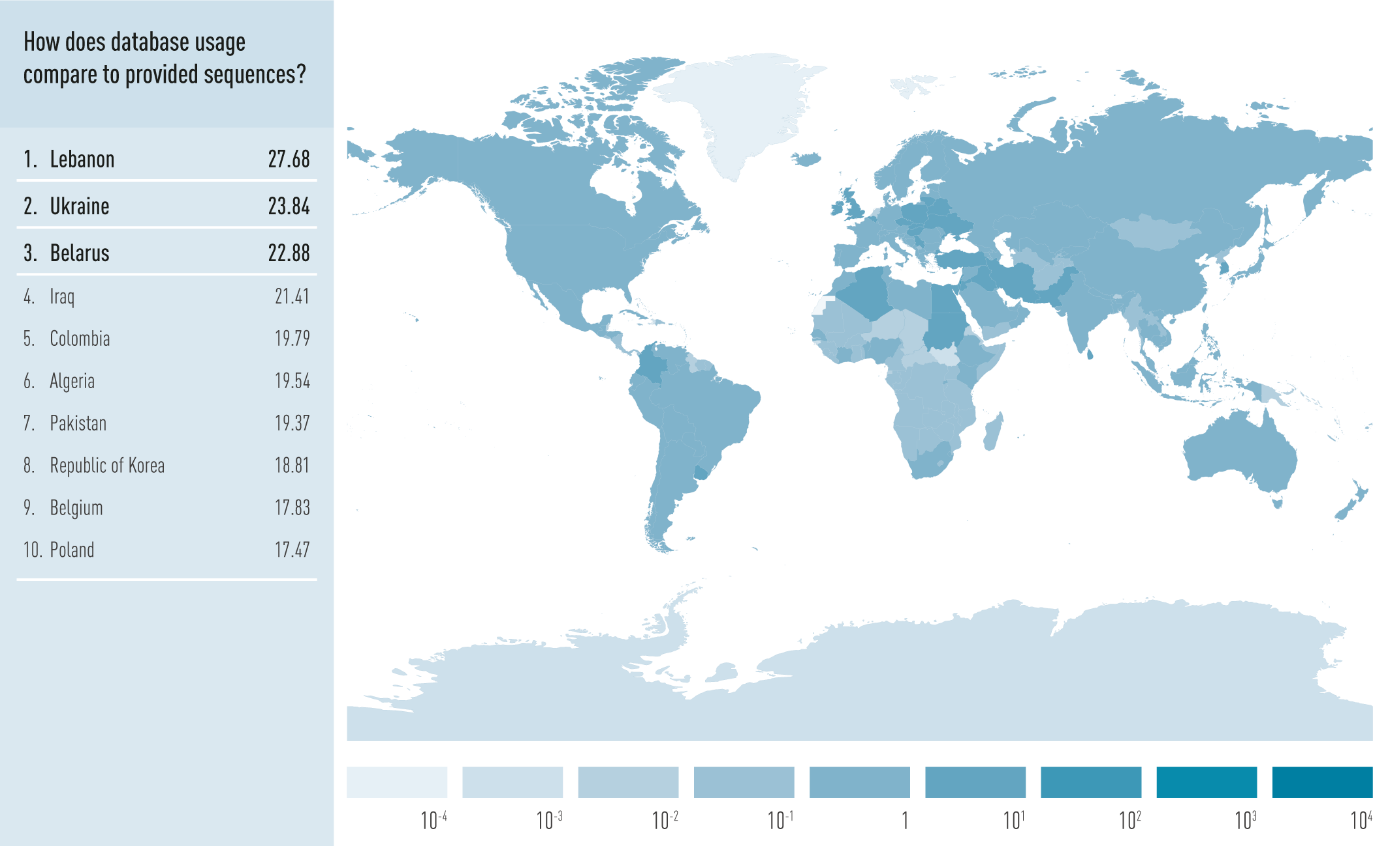 How does database usage
compare to provided sequences?
1. Lebanon 27.68
2. Ukraine 23.84
3. Belarus 22.88
4. Iraq 21.41
5. Colombia 19.79
6. Algeria 19.54
7. Pakistan 19.37
8. Republic of Korea 18.81
9. Belgium 17.83
10. Poland 17.47
10⁻⁴ 10⁻³ 10⁻² 10⁻¹ 1 10¹ 10² 10³ 10⁴